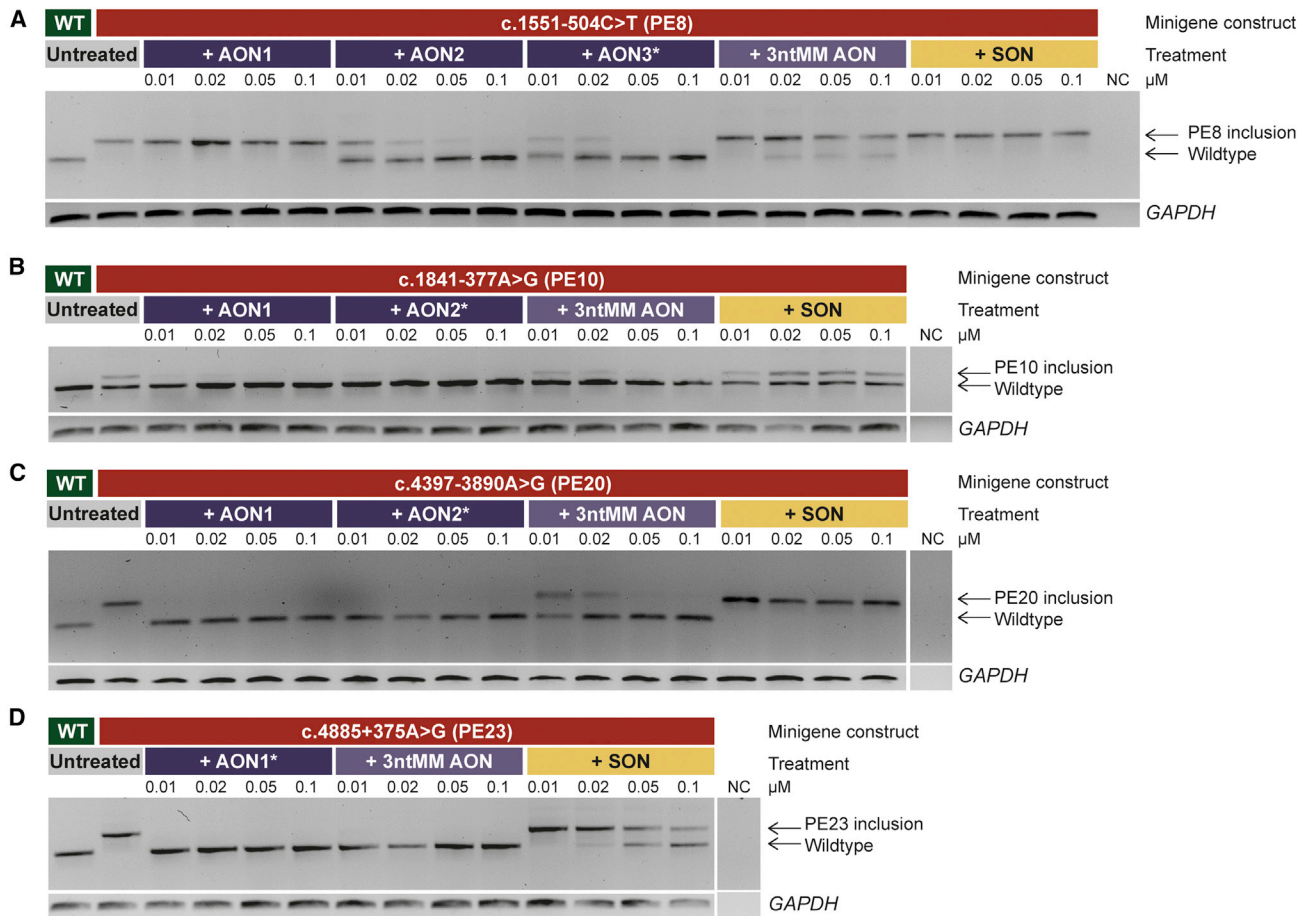 A
WT c.1551-504C>T (PE8) Minigene construct
Untreated + AON1 + AON2 + AON3* + 3ntMM AON + SON Treatment
0.01 0.02 0.05 0.1 0.01 0.02 0.05 0.1 0.01 0.02 0.05 0.1 0.01 0.02 0.05 0.1 0.01 0.02 0.05 0.1 NC µM
PE8 inclusion
Wildtype
GAPDH
B
WT c.1841-377A>G (PE10) Minigene construct
Untreated + AON1 + AON2* + 3ntMM AON + SON Treatment
0.01 0.02 0.05 0.1 0.01 0.02 0.05 0.1 0.01 0.02 0.05 0.1 0.01 0.02 0.05 0.1 NC µM
PE10 inclusion
Wildtype
GAPDH
C
WT c.4397-3890A>G (PE20) Minigene construct
Untreated + AON1 + AON2* + 3ntMM AON + SON Treatment
0.01 0.02 0.05 0.1 0.01 0.02 0.05 0.1 0.01 0.02 0.05 0.1 0.01 0.02 0.05 0.1 NC µM
PE20 inclusion
Wildtype
GAPDH
D
WT c.4885+375A>G (PE23) Minigene construct
Untreated + AON1* + 3ntMM AON + SON Treatment
0.01 0.02 0.05 0.1 0.01 0.02 0.05 0.1 0.01 0.02 0.05 0.1 NC µM
PE23 inclusion
Wildtype
GAPDH